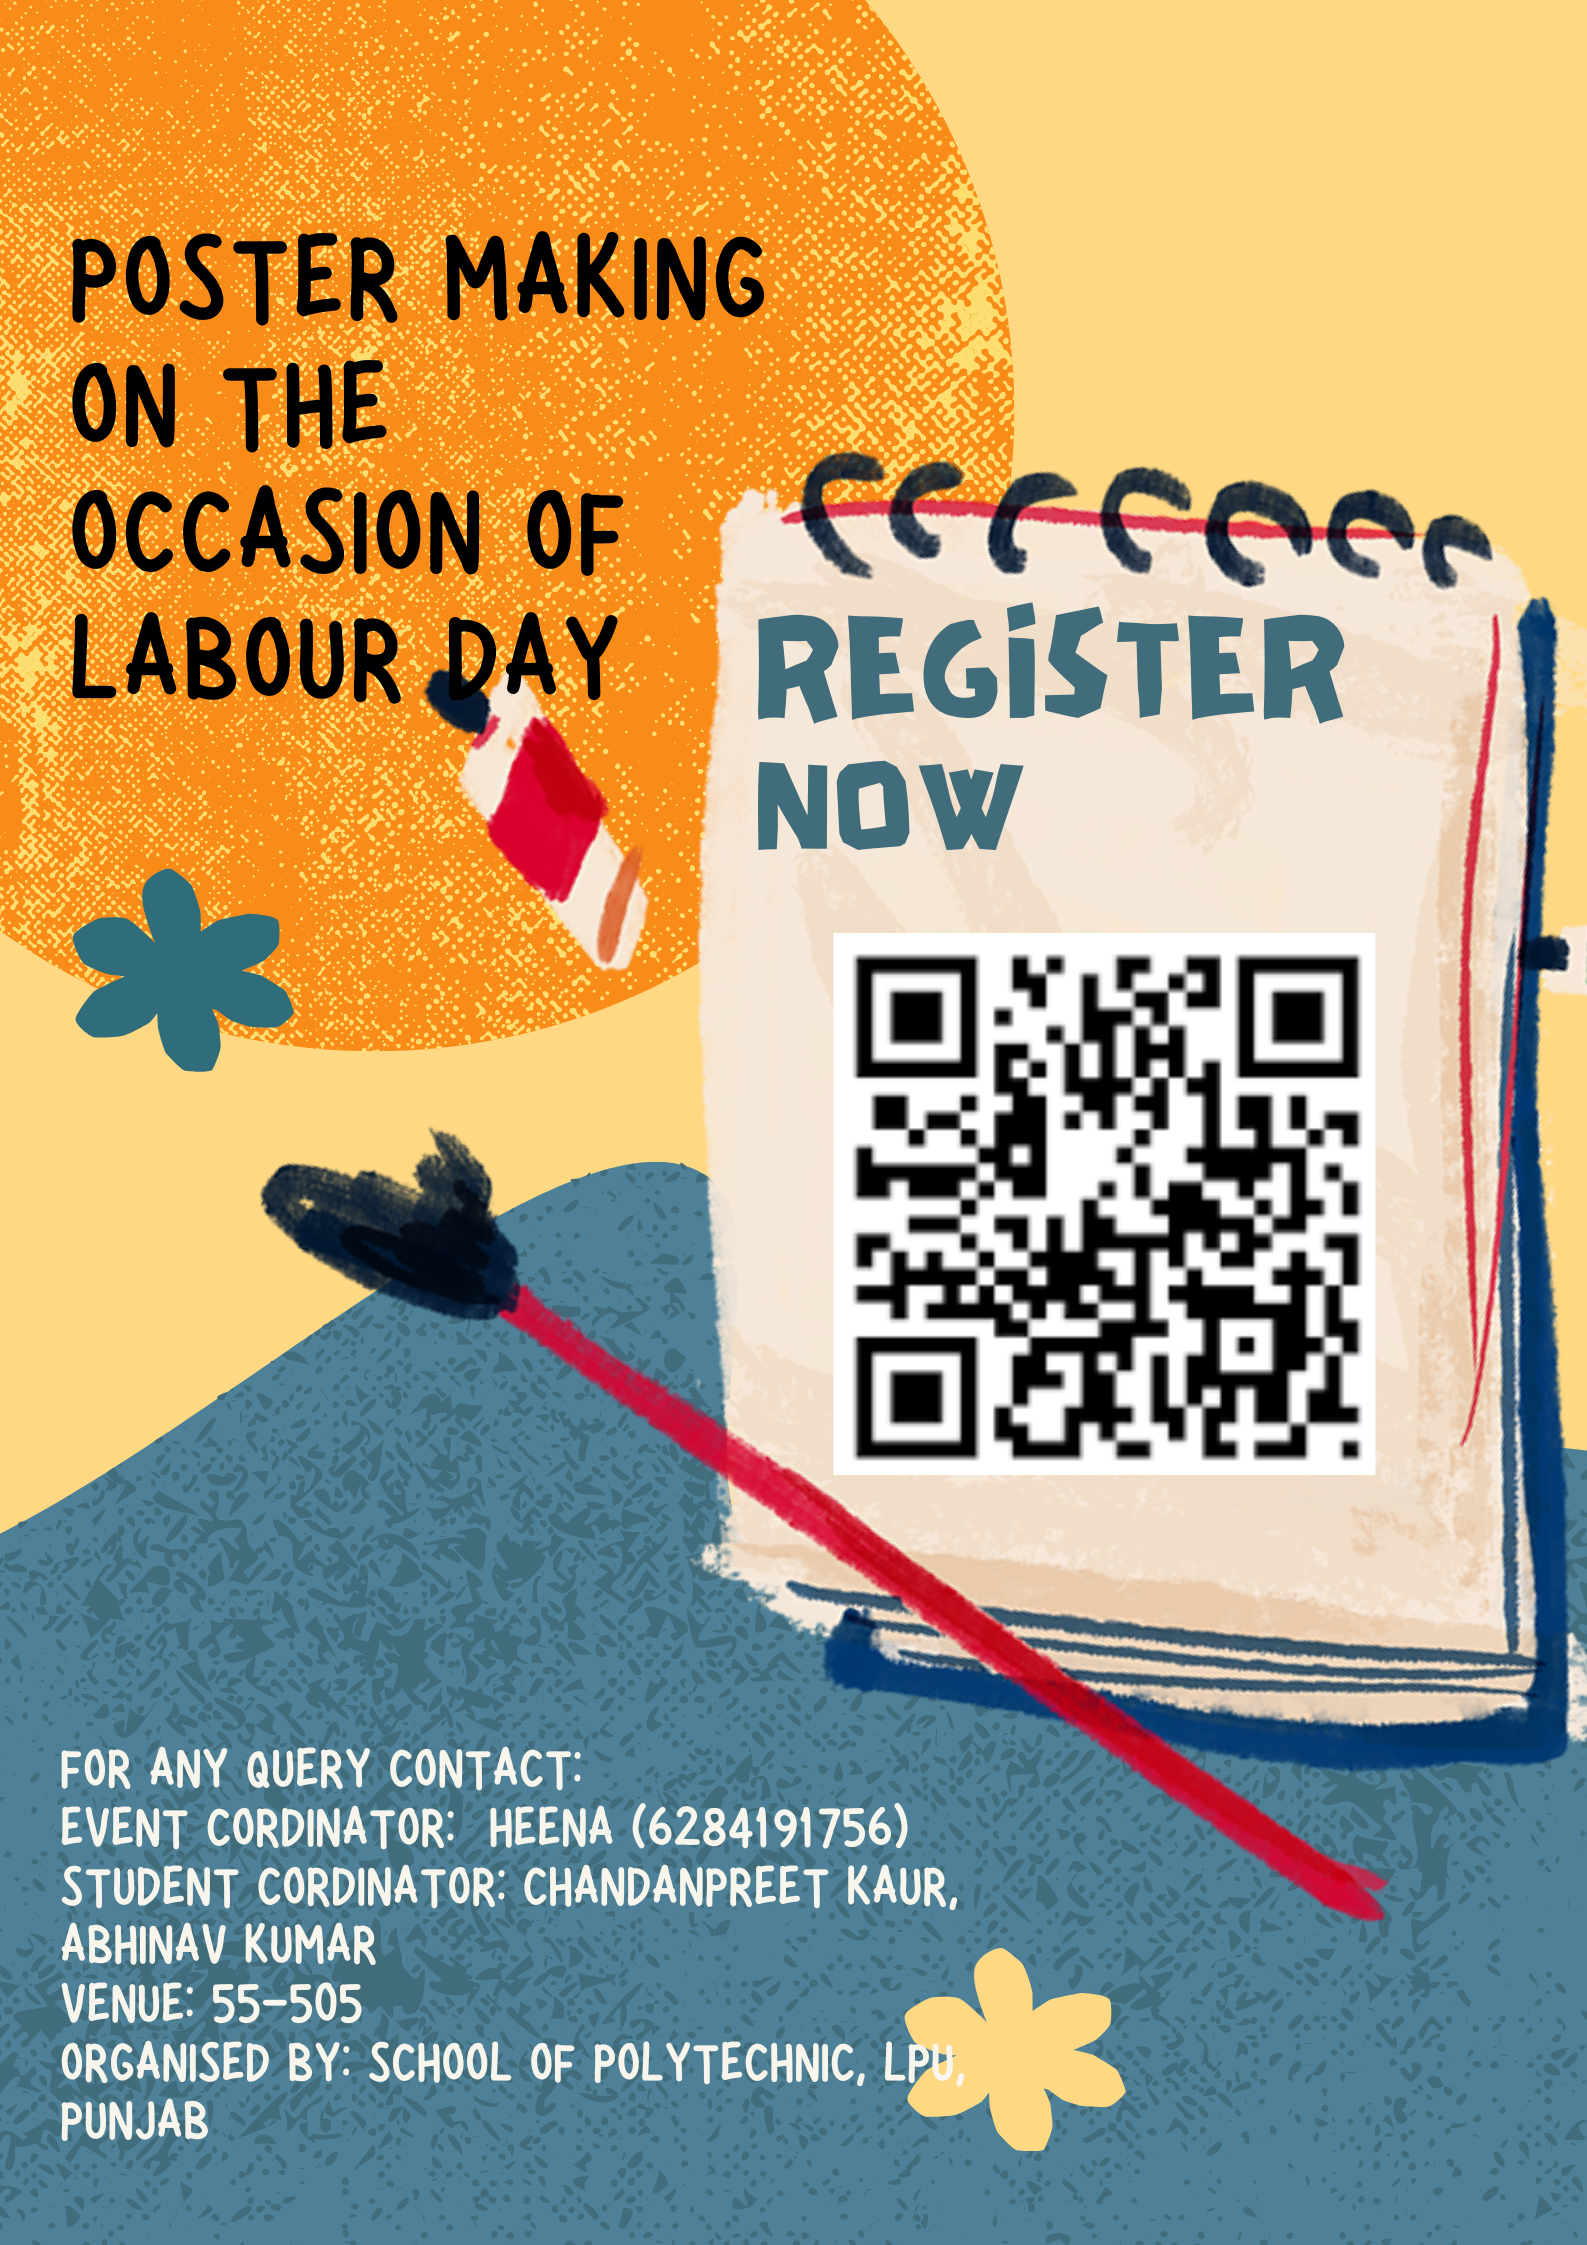 POSTER MAKING
ON THE
OCCASION OF
LABOUR DAY
REGISTER
NOW
FOR ANY QUERY CONTACT:
EVENT CORDINATOR:  HEENA (6284191756)
STUDENT CORDINATOR: CHANDANPREET KAUR,
ABHINAV KUMAR
VENUE: 55-505
ORGANISED BY: SCHOOL OF POLYTECHNIC, LPU,
PUNJAB